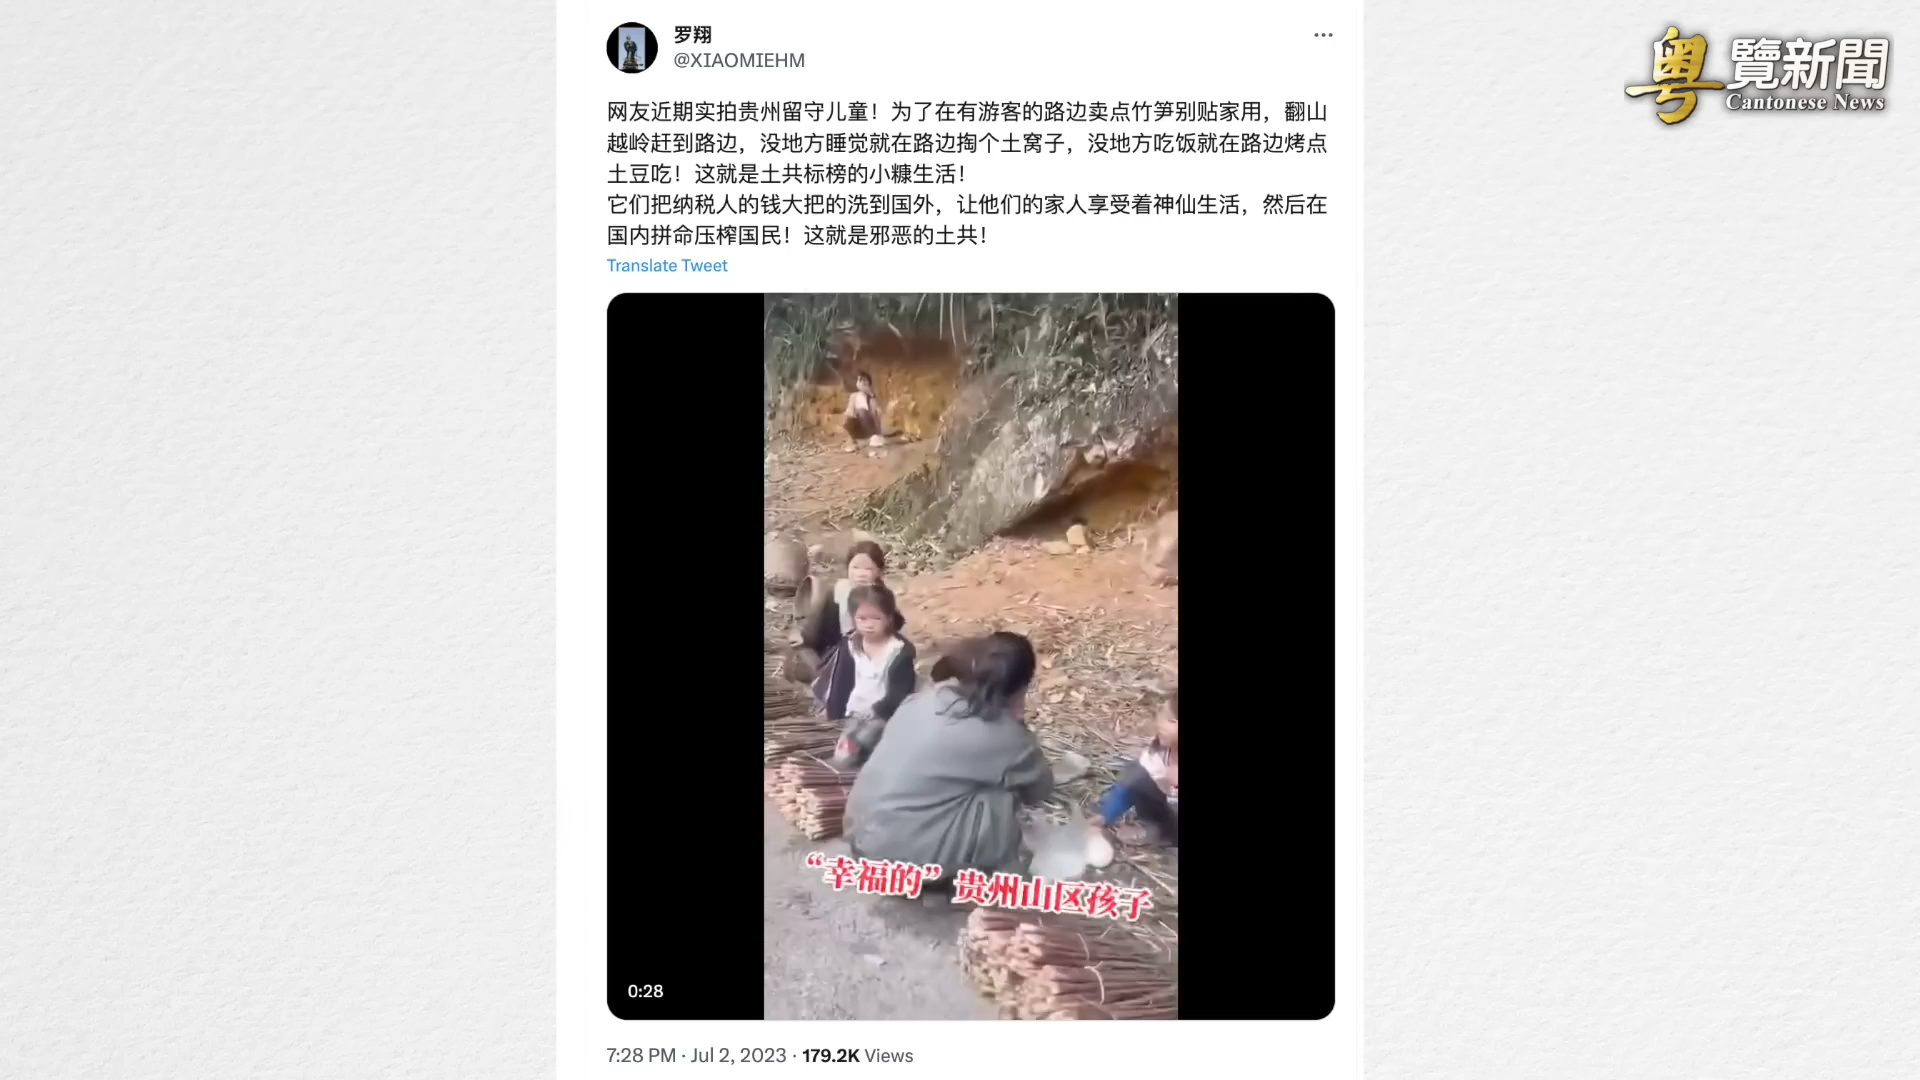 罗翔
@XIAOMIEHM
粤覽新聞
Cantonese News
网友近期实拍贵州留守儿童！为了在有游客的路边卖点竹笋别贴家用，翻山
越岭赶到路边，没地方睡觉就在路边掏个土窝子，没地方吃饭就在路边烤点
土豆吃！这就是土共标榜的小糠生活！
它们把纳税人的钱大把的洗到国外，让他们的家人享受着神仙生活，然后在
国内拼命压榨国民！这就是邪恶的土共！
Translate Tweet
“幸福的”贵州山区孩子
0:28
7:28 PM · Jul 2, 2023 · 179.2K Views